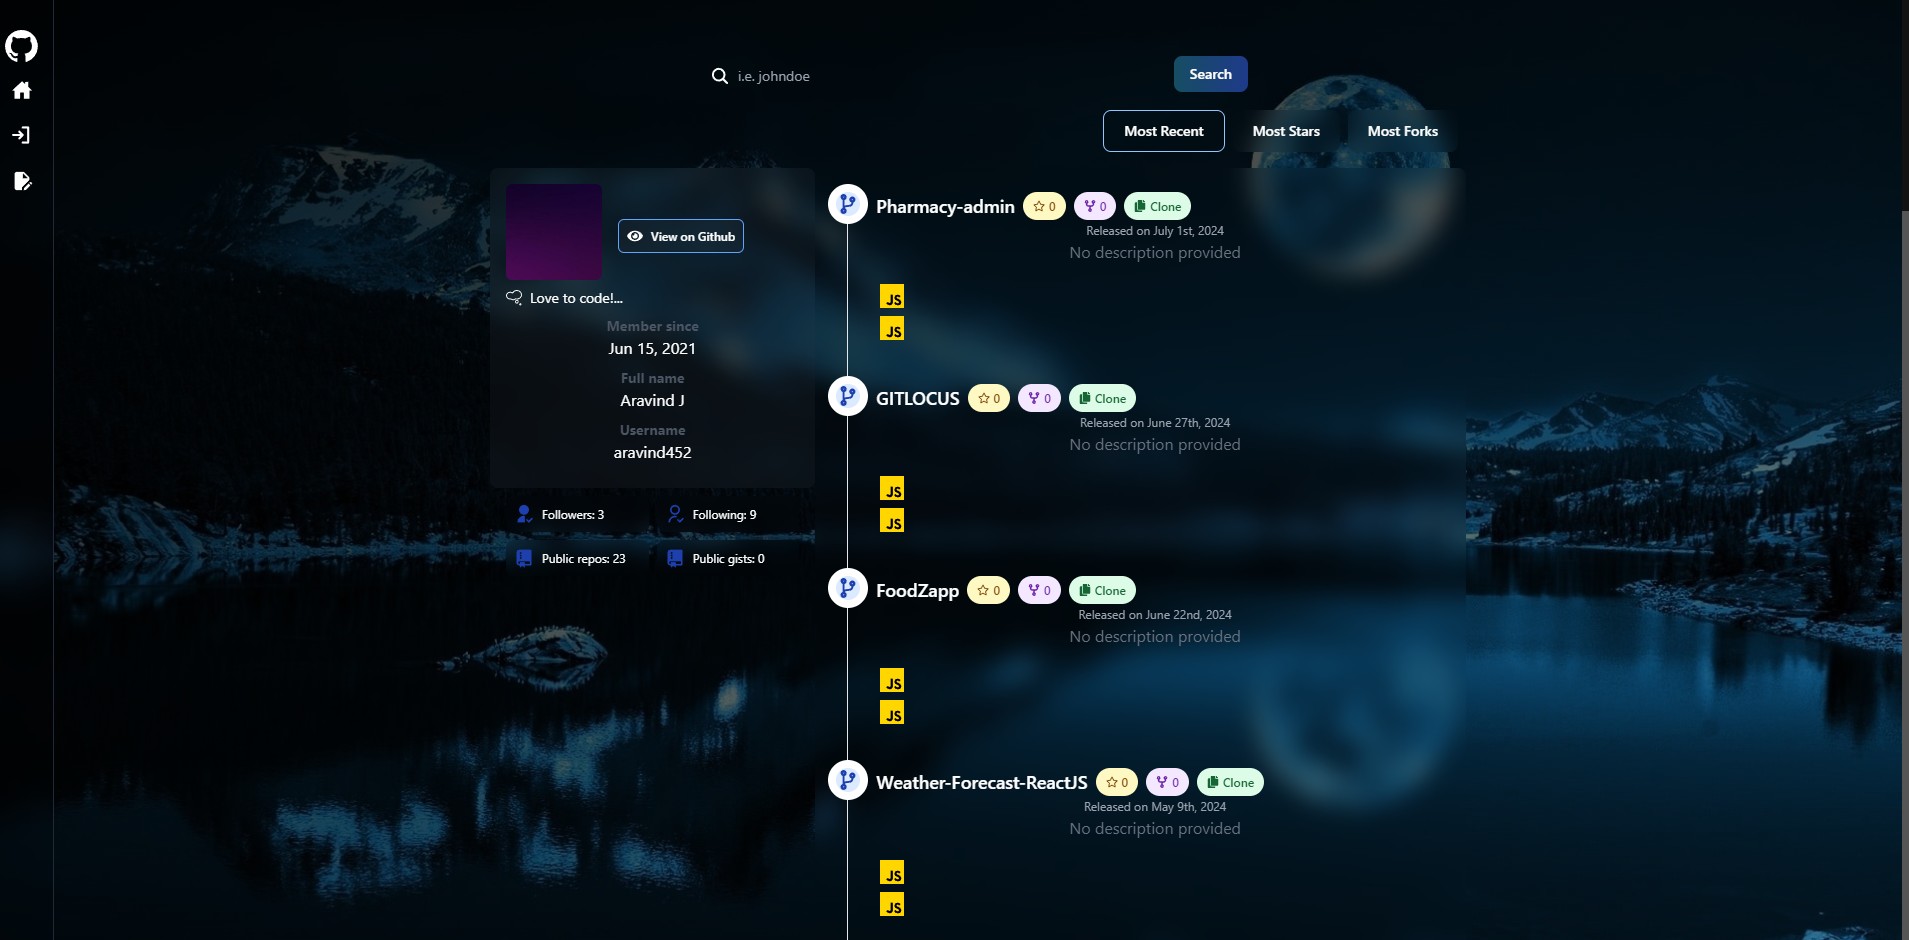 i.e. johndoe
Search
Most Recent Most Stars Most Forks
View on Github
Love to code!...
Member since
Jun 15, 2021
Full name
Aravind J
Username
aravind452
Followers: 3 Following: 9
Public repos: 23 Public gists: 0
Pharmacy-admin 0 0 Clone
Released on July 1st, 2024
No description provided
JS
JS
GITLOCUS 0 0 Clone
Released on June 27th, 2024
No description provided
JS
JS
FoodZapp 0 0 Clone
Released on June 22nd, 2024
No description provided
JS
JS
Weather-Forecast-ReactJS 0 0 Clone
Released on May 9th, 2024
No description provided
JS
JS